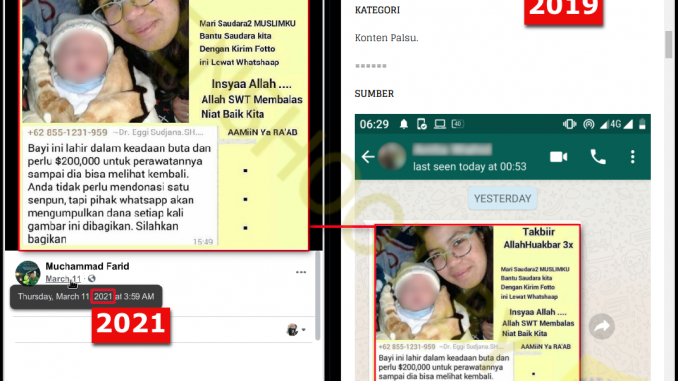 Mari Saudara2 MUSLIMKU
Bantu Saudara kita
Dengan Kirim Fotto
ini Lewat Whatshaap
Insyaa Allah ....
Allah SWT Membalas
Niat Baik Kita
+62 855-1231-959 ~Dr. Eggi Sudjana.SH,...
AAMiiN Ya RA'AB
Bayi ini lahir dalam keadaan buta dan
perlu $200,000 untuk perawatannya
sampai dia bisa melihat kembali.
Anda tidak perlu mendonasi satu
senpun, tapi pihak whatsapp akan
mengumpulkan dana setiap kali
gambar ini dibagikan. Silahkan
bagikan
15:49
Muchammad Farid
March 11 ·
Thursday, March 11, 2021 at 3:59 AM
2021
2019
KATEGORI
Konten Palsu.
======
SUMBER
06:29
4G
last seen today at 00:53
YESTERDAY
Takbiir
AllahHuakbar 3x
Mari Saudara2 MUSLIMKU
Bantu Saudara kita
Dengan Kirim Fotto
ini Lewat Whatshaap
Insyaa Allah ....
Allah SWT Membalas
Niat Baik Kita
+62 855-1231-959 ~Dr. Eggi Sudjana.SH,...
AAMiiN Ya RA'AB
Bayi ini lahir dalam keadaan buta dan
perlu $200,000 untuk perawatannya
sampai dia bisa melihat kembali.